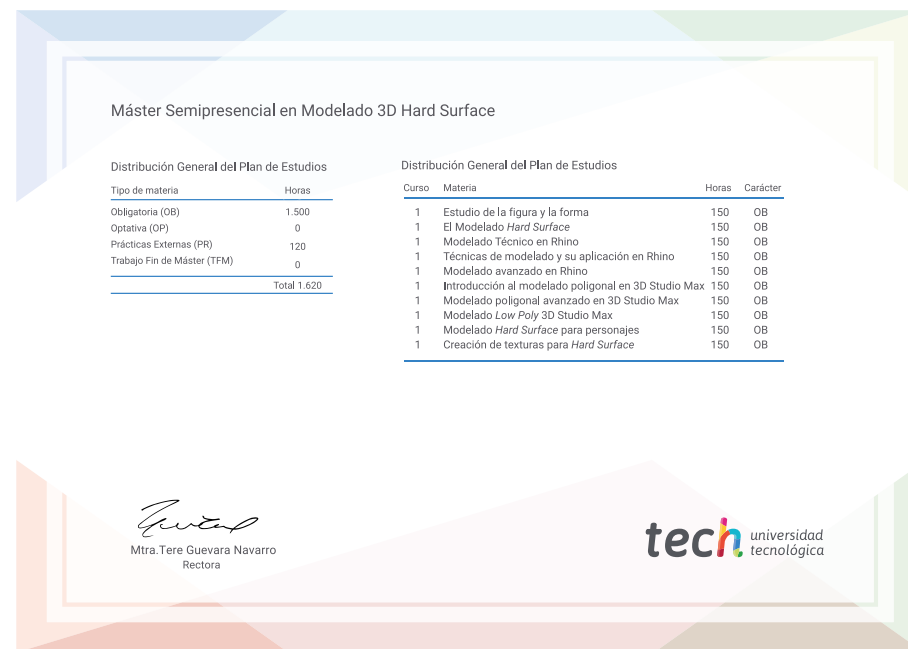 Máster Semipresencial en Modelado 3D Hard Surface
Distribución General del Plan de Estudios
Tipo de materia Horas
Obligatoria (OB) 1.500
Optativa (OP) 0
Prácticas Externas (PR) 120
Trabajo Fin de Máster (TFM) 0
Total 1.620
Distribución General del Plan de Estudios
Curso Materia Horas Carácter
1 Estudio de la figura y la forma 150 OB
1 El Modelado Hard Surface 150 OB
1 Modelado Técnico en Rhino 150 OB
1 Técnicas de modelado y su aplicación en Rhino 150 OB
1 Modelado avanzado en Rhino 150 OB
1 Introducción al modelado poligonal en 3D Studio Max 150 OB
1 Modelado poligonal avanzado en 3D Studio Max 150 OB
1 Modelado Low Poly 3D Studio Max 150 OB
1 Modelado Hard Surface para personajes 150 OB
1 Creación de texturas para Hard Surface 150 OB
Mtra.Tere Guevara Navarro
Rectora
tech universidad
tecnológica